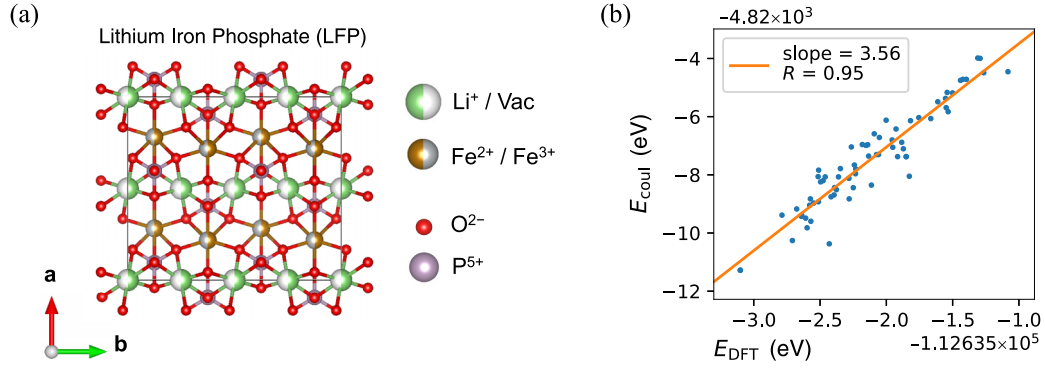 (a)
Lithium Iron Phosphate (LFP)
Li⁺ / Vac
Fe²⁺ / Fe³⁺
O²⁻
P⁵⁺
a
b
(b)
−4.82×10³
slope = 3.56
R = 0.95
−4
−6
−8
−10
−12
E_coul (eV)
−3.0 −2.5 −2.0 −1.5 −1.0
E_DFT (eV)
−1.12635×10⁵